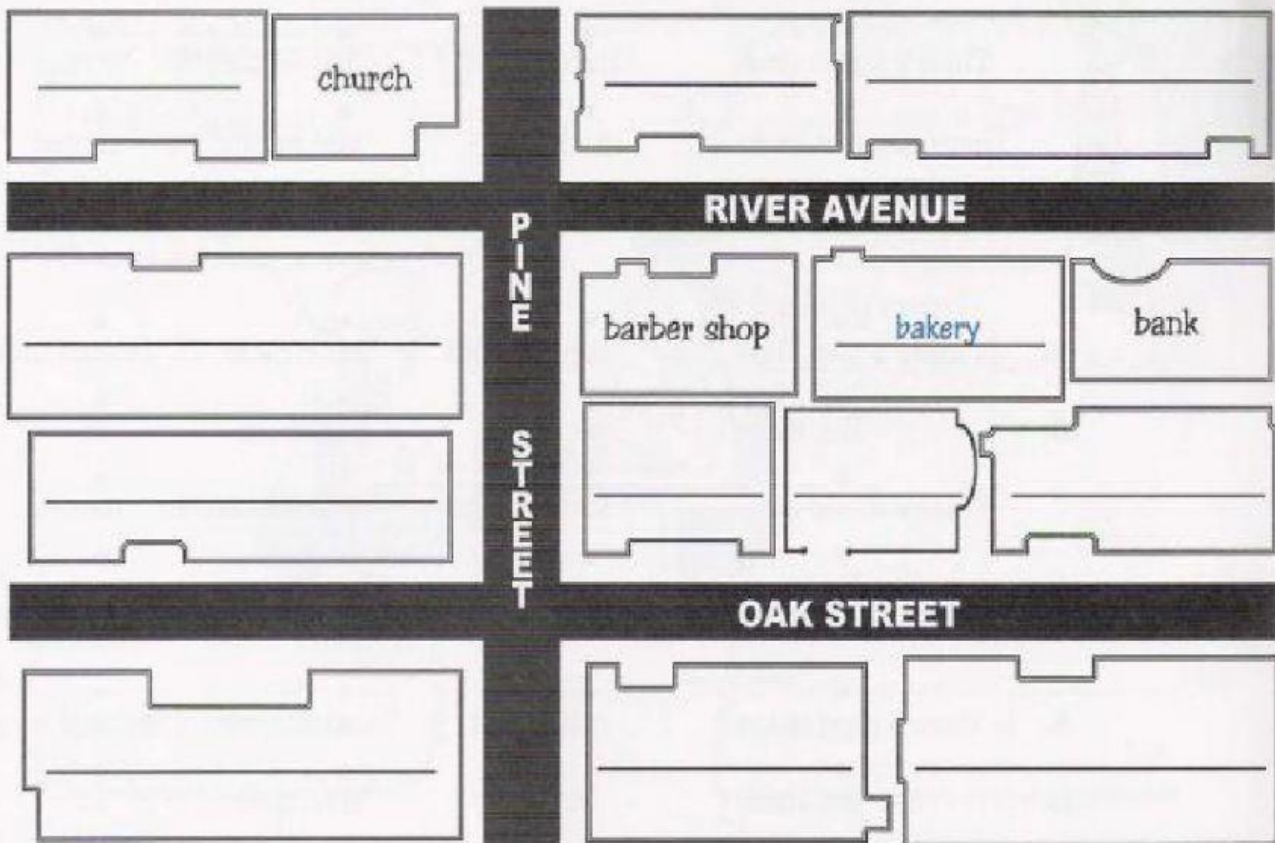 church
RIVER AVENUE
PINE STREET
barber shop
bakery
bank
OAK STREET